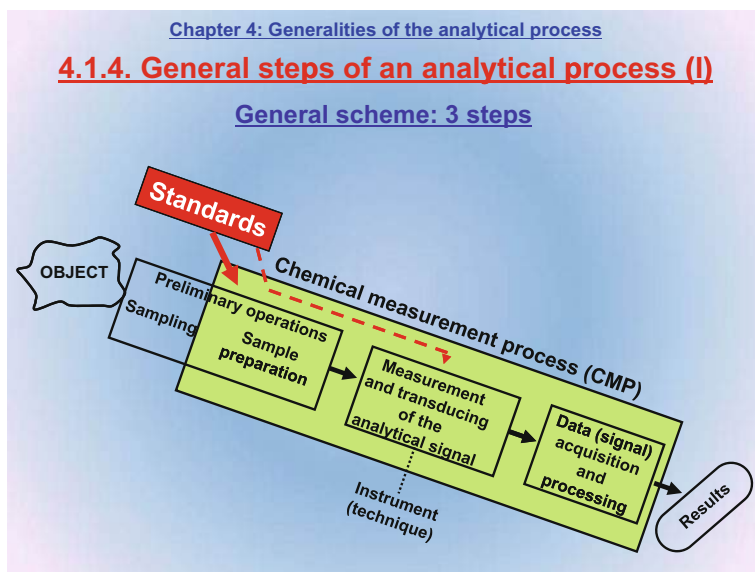 Chapter 4: Generalities of the analytical process
4.1.4. General steps of an analytical process (I)
General scheme: 3 steps
Standards
OBJECT
Chemical measurement process (CMP)
Preliminary operations
Sampling
Sample
preparation
Measurement
and transducing
of the
analytical signal
Data (signal)
acquisition
and
processing
Instrument
(technique)
Results